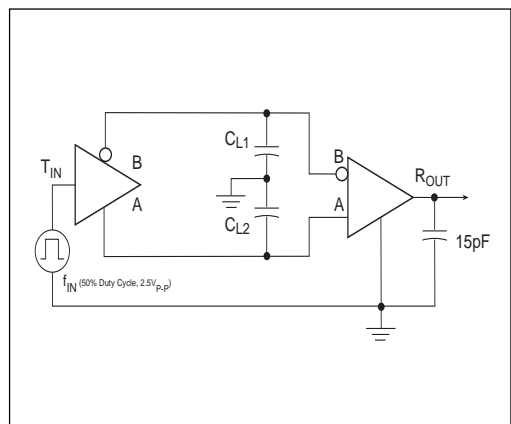 B
A
T_IN
C_L1
C_L2
B
A
R_OUT
15pF
f_IN (50% Duty Cycle, 2.5V_P-P)